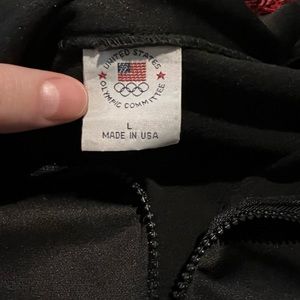 UNITED STATES
OLYMPIC COMMITTEE
L
MADE IN USA